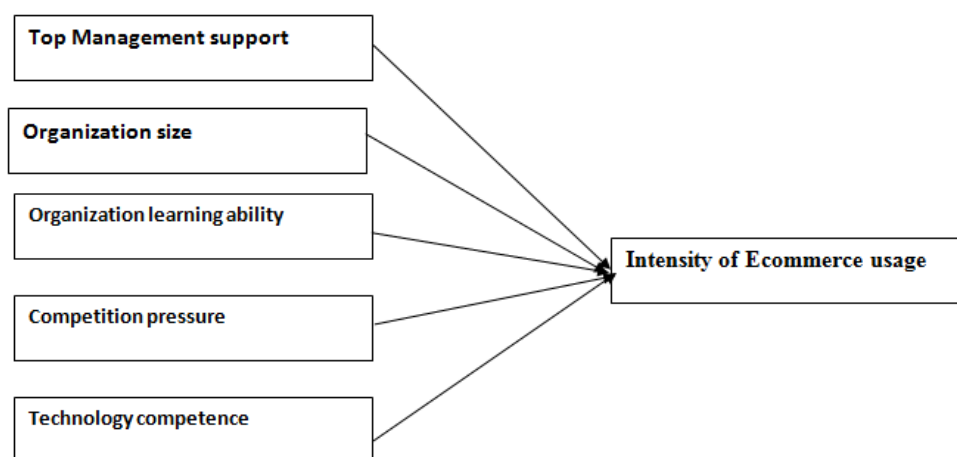 Top Management support
Organization size
Organization learning ability
Competition pressure
Technology competence
Intensity of Ecommerce usage